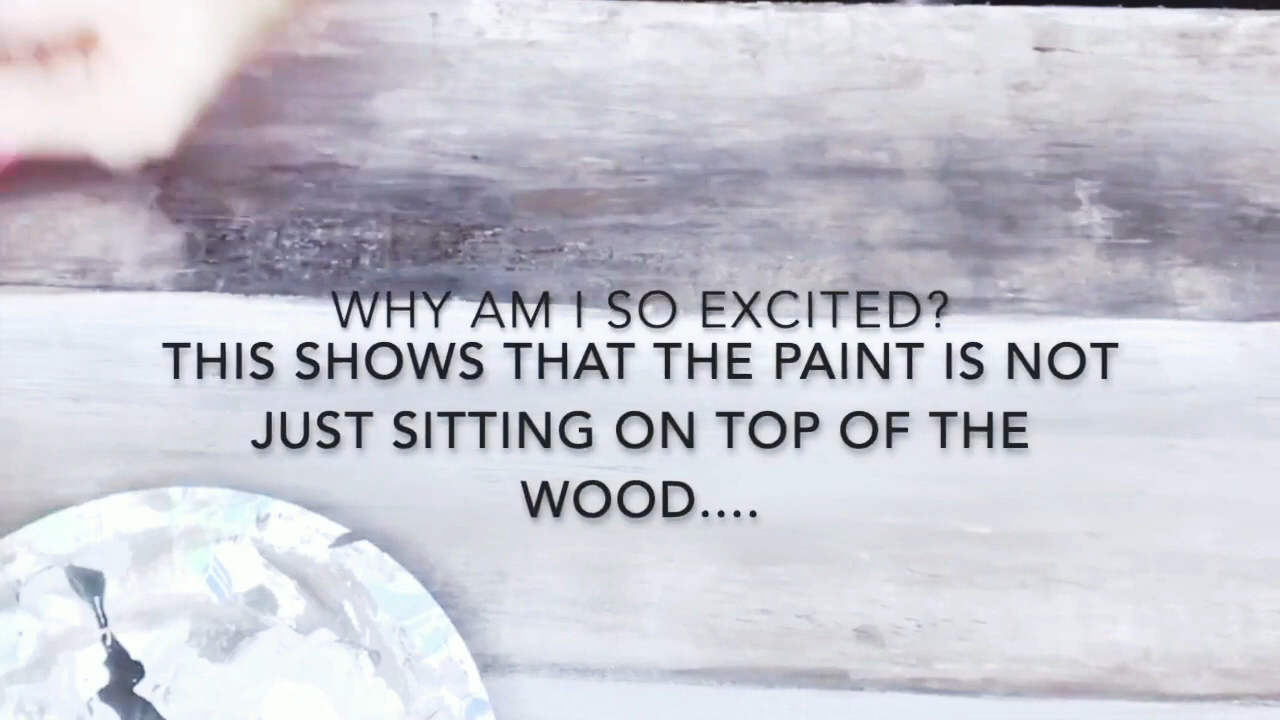 WHY AM I SO EXCITED?
THIS SHOWS THAT THE PAINT IS NOT
JUST SITTING ON TOP OF THE
WOOD....